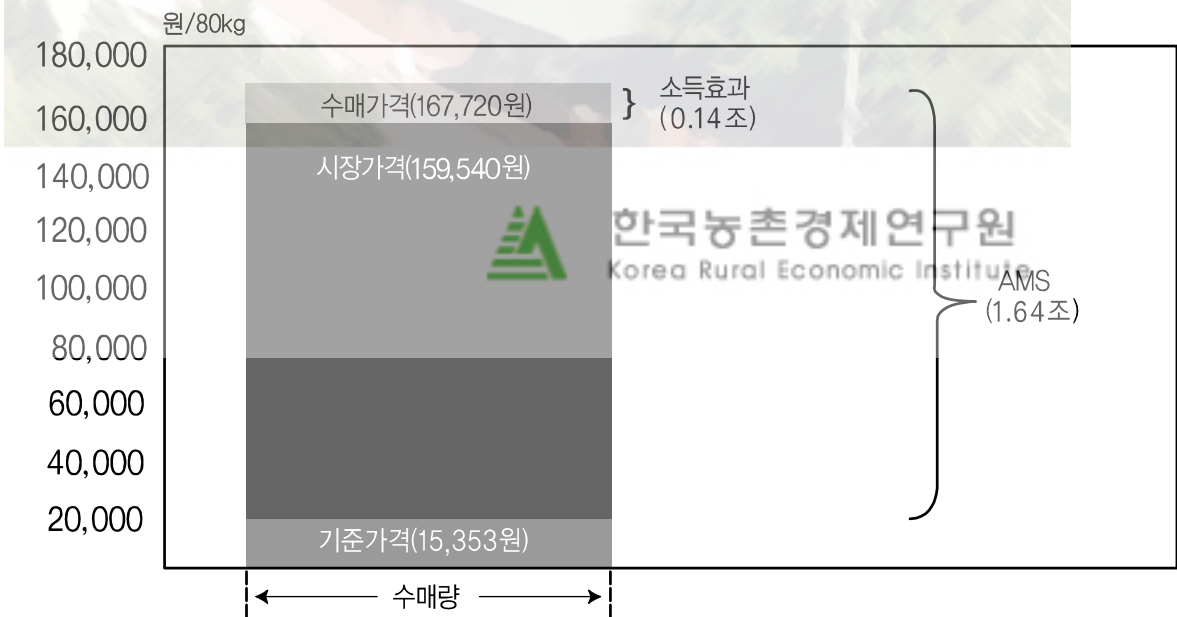 원/80kg
180,000
160,000
140,000
120,000
100,000
80,000
60,000
40,000
20,000
수매가격(167,720원)
시장가격(159,540원)
기준가격(15,353원)
} 소득효과
(0.14조)
한국농촌경제연구원
Korea Rural Economic Institute
AMS
(1.64조)
수매량